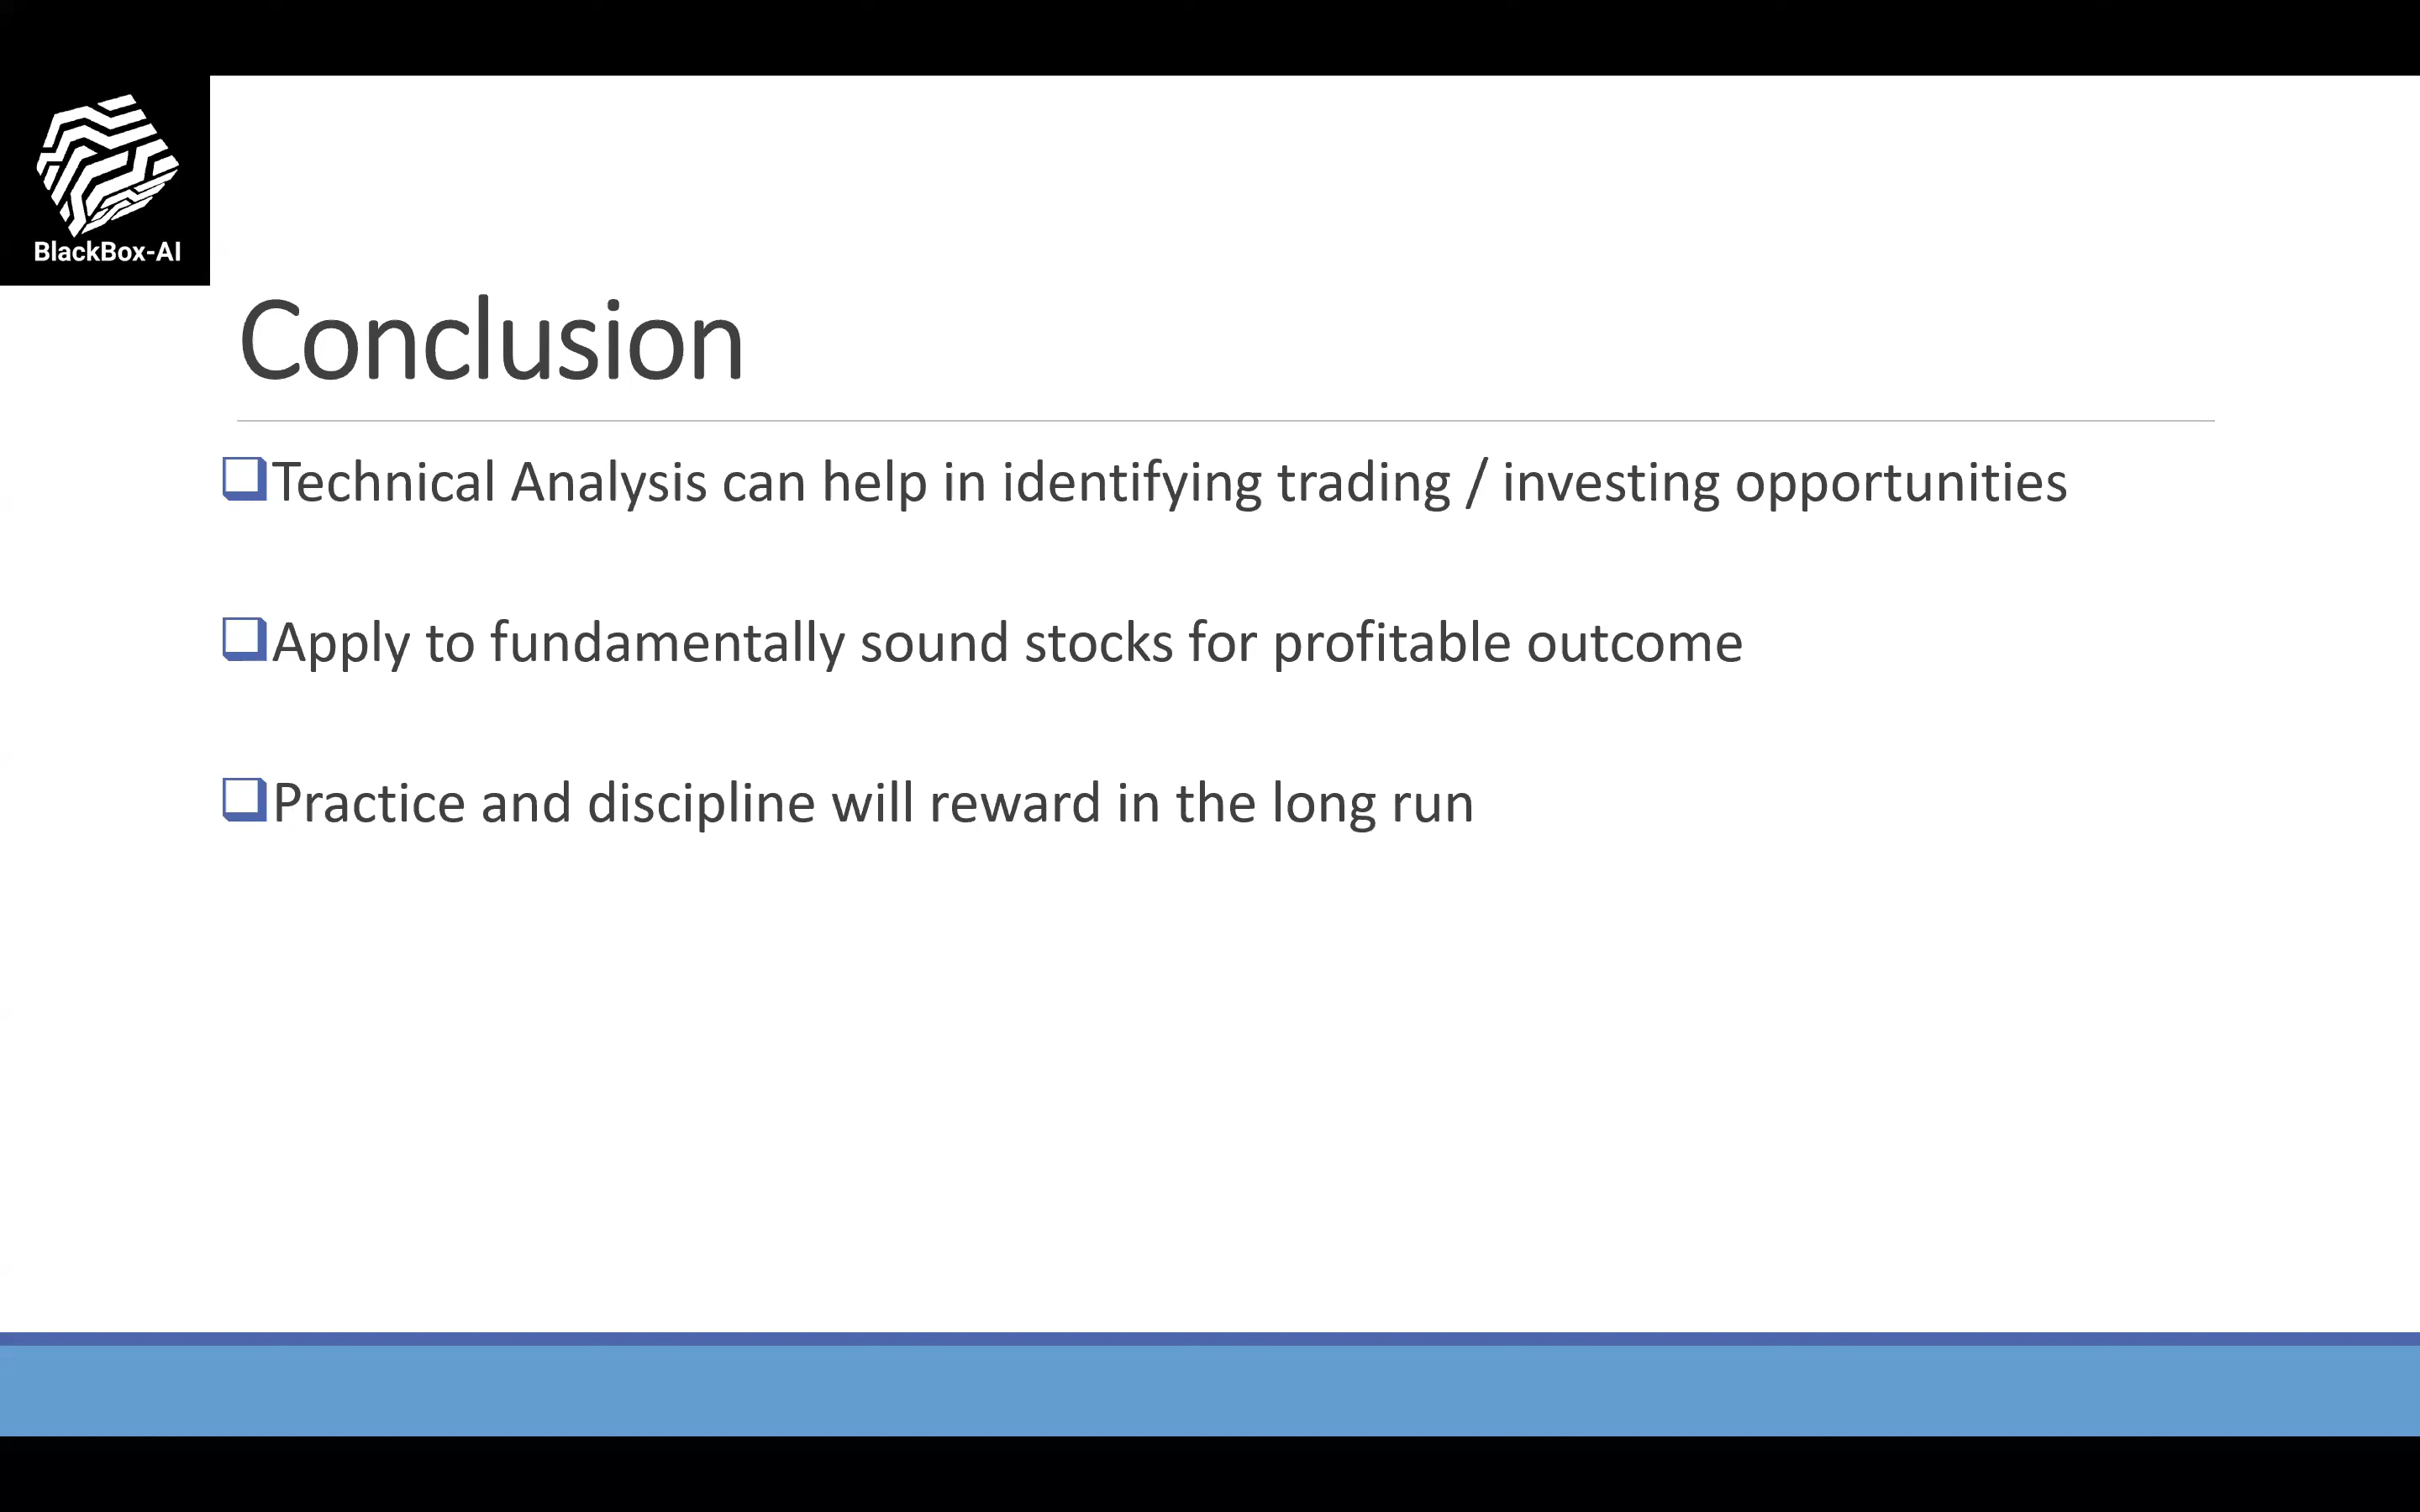 BlackBox-AI
Conclusion
Technical Analysis can help in identifying trading / investing opportunities
Apply to fundamentally sound stocks for profitable outcome
Practice and discipline will reward in the long run